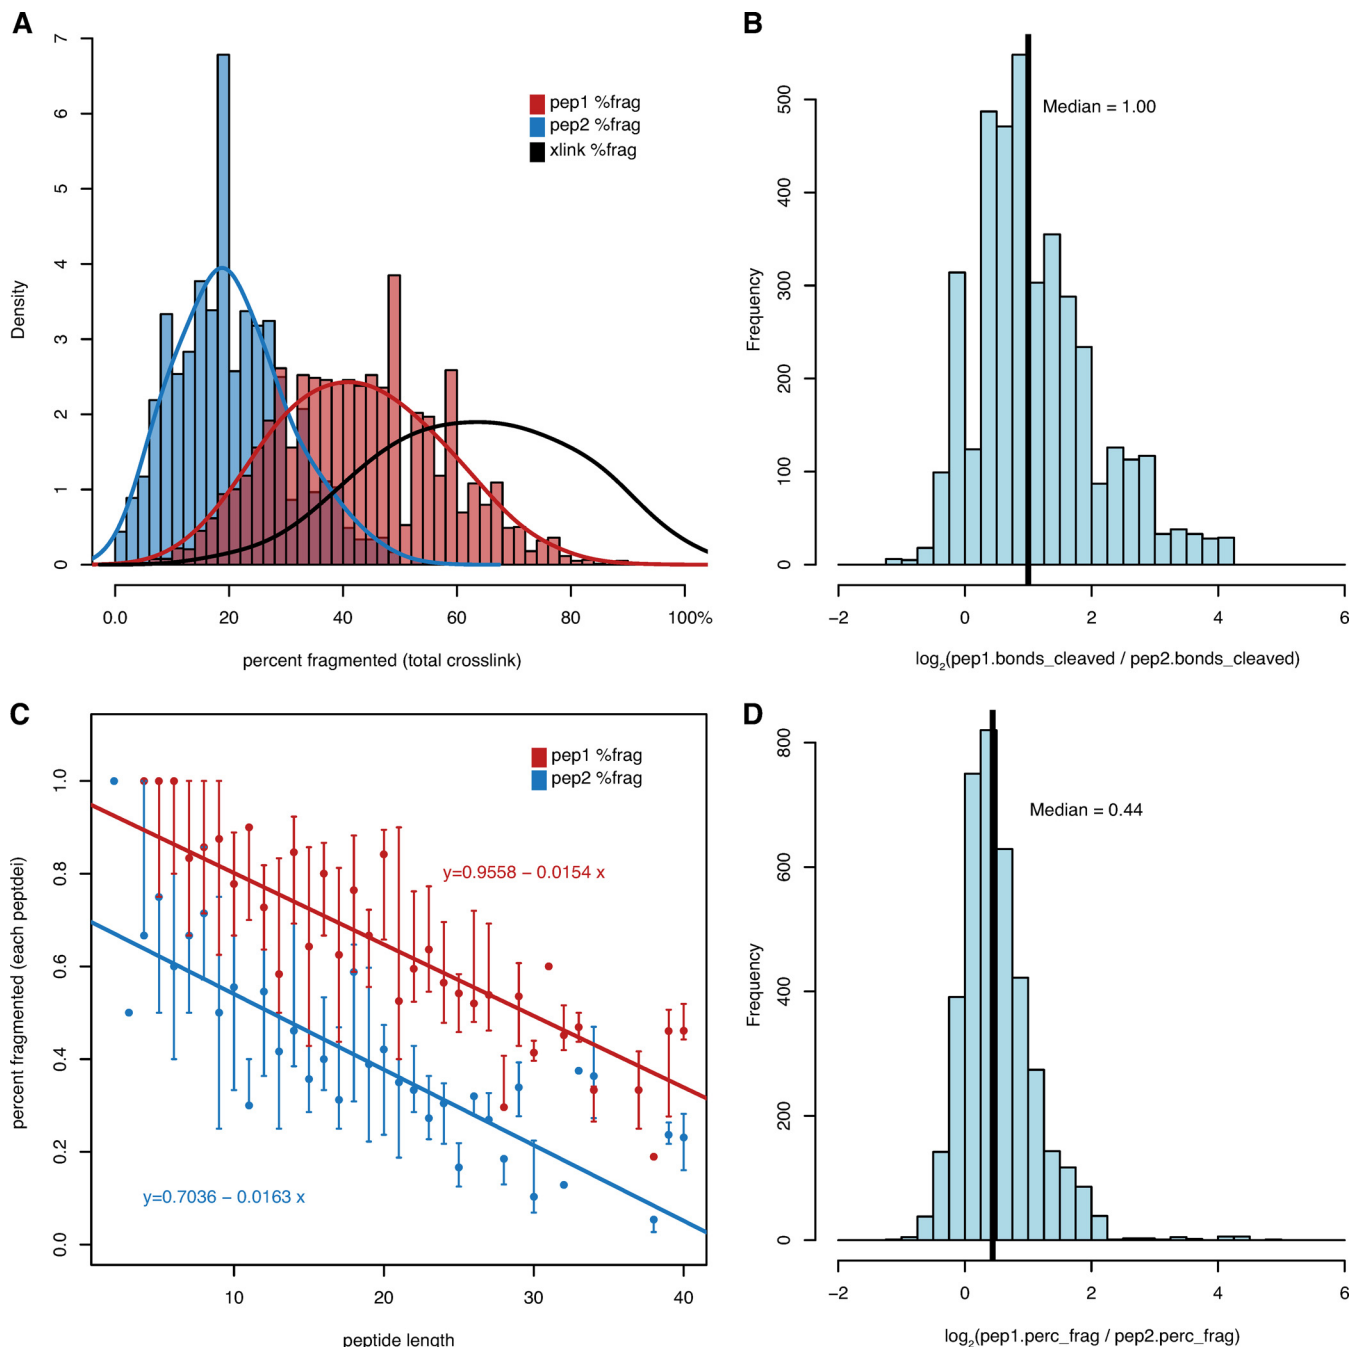 A
7
6
5
4
3
2
1
0
Density
pep1 %frag
pep2 %frag
xlink %frag
0.0 20 40 60 80 100%
percent fragmented (total crosslink)
B
500
400
300
200
100
0
Frequency
Median = 1.00
−2 0 2 4 6
log2(pep1.bonds_cleaved / pep2.bonds_cleaved)
C
1.0
0.8
0.6
0.4
0.2
0.0
percent fragmented (each peptdei)
pep1 %frag
pep2 %frag
y=0.9558 − 0.0154 x
y=0.7036 − 0.0163 x
10 20 30 40
peptide length
D
800
600
400
200
0
Frequency
Median = 0.44
−2 0 2 4 6
log2(pep1.perc_frag / pep2.perc_frag)